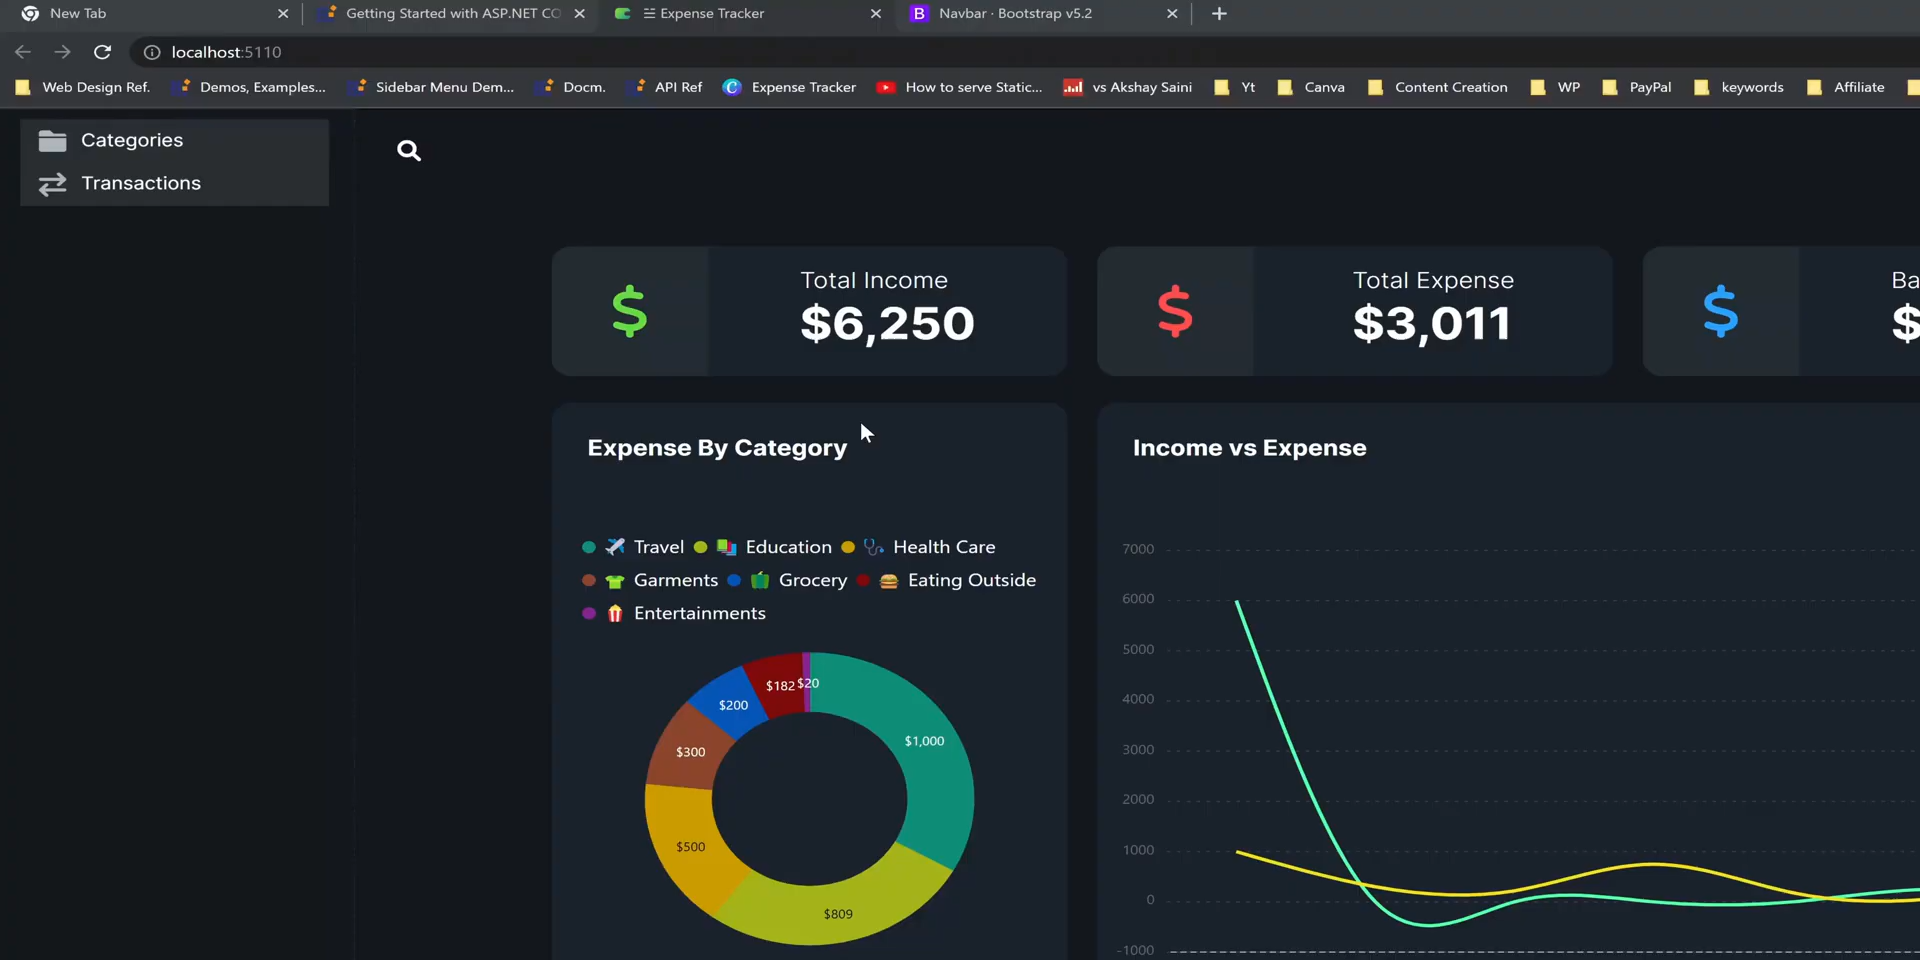 New Tab
Getting Started with ASP.NET CO
Expense Tracker
B Navbar · Bootstrap v5.2
localhost:5110
Web Design Ref.
Demos, Examples...
Sidebar Menu Dem...
Docm.
API Ref
Expense Tracker
How to serve Static...
vs Akshay Saini
Yt
Canva
Content Creation
WP
PayPal
keywords
Affiliate
Categories
Transactions
$
Total Income
$6,250
$
Total Expense
$3,011
$
Ba
$
Expense By Category
Travel
Education
Health Care
Garments
Grocery
Eating Outside
Entertainments
$182
$20
$200
$1,000
$300
$500
$809
Income vs Expense
7000
6000
5000
4000
3000
2000
1000
0
-1000